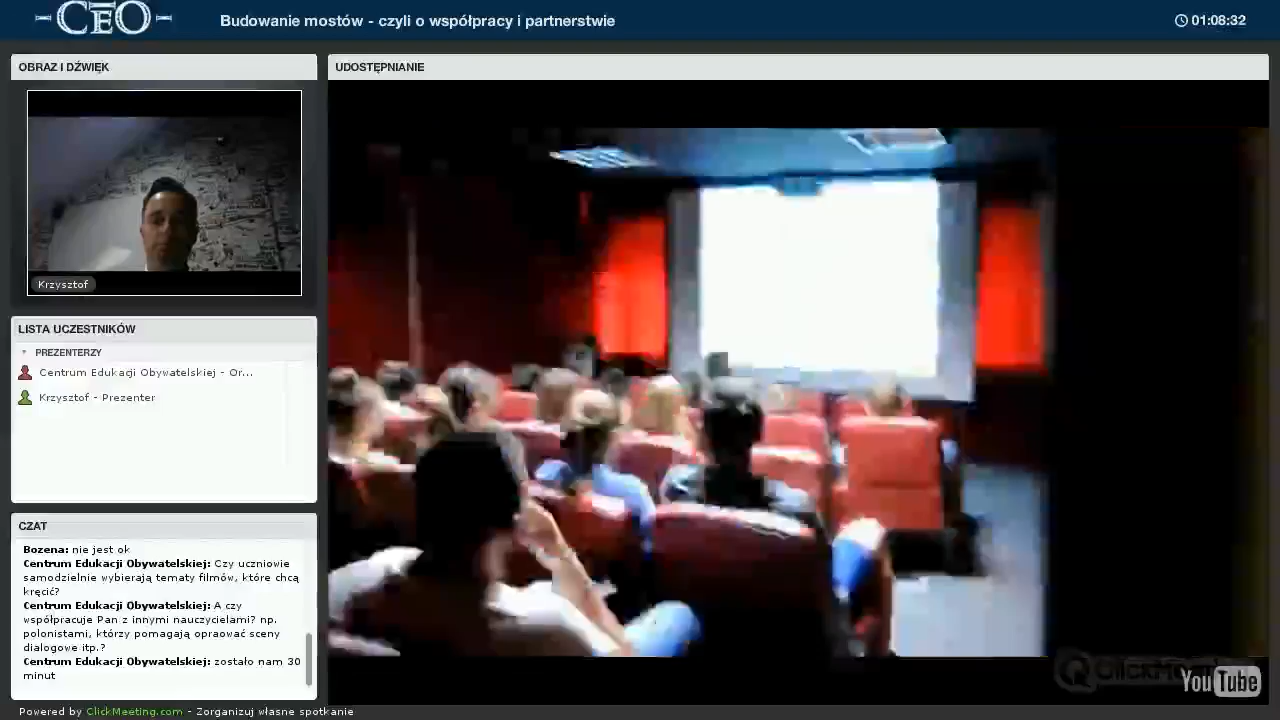 CEO
Budowanie mostów - czyli o współpracy i partnerstwie
01:08:32
OBRAZ I DŹWIĘK
UDOSTĘPNIANIE
Krzysztof
LISTA UCZESTNIKÓW
PREZENTERZY
Centrum Edukacji Obywatelskiej - Or...
Krzysztof - Prezenter
CZAT
Bozena: nie jest ok
Centrum Edukacji Obywatelskiej: Czy uczniowie
samodzielnie wybierają tematy filmów, które chcą
kręcić?
Centrum Edukacji Obywatelskiej: A czy
współpracuje Pan z innymi nauczycielami? np.
polonistami, którzy pomagają opraować sceny
dialogowe itp.?
Centrum Edukacji Obywatelskiej: zostało nam 30
minut
ClickMeeting
YouTube
Powered by ClickMeeting.com - Zorganizuj własne spotkanie